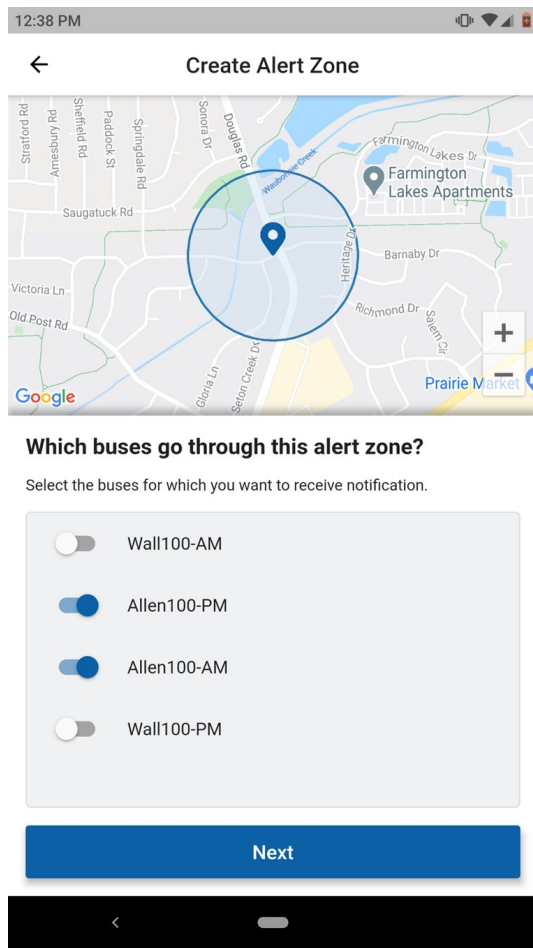 12:38 PM
Create Alert Zone
Stratford Rd
Amesbury Rd
Sheffield Rd
Paddock St
Springdale Rd
Sonora Dr
Douglas Rd
Waubonsie Creek
Farmington Lakes Dr
Farmington
Lakes Apartments
Saugatuck Rd
Heritage Dr
Barnaby Dr
Victoria Ln
Old Post Rd
Richmond Dr
Salem Cir
+
−
Gloria Ln
Seton Creek Dr
Prairie Market
Google
Which buses go through this alert zone?
Select the buses for which you want to receive notification.
Wall100-AM
Allen100-PM
Allen100-AM
Wall100-PM
Next